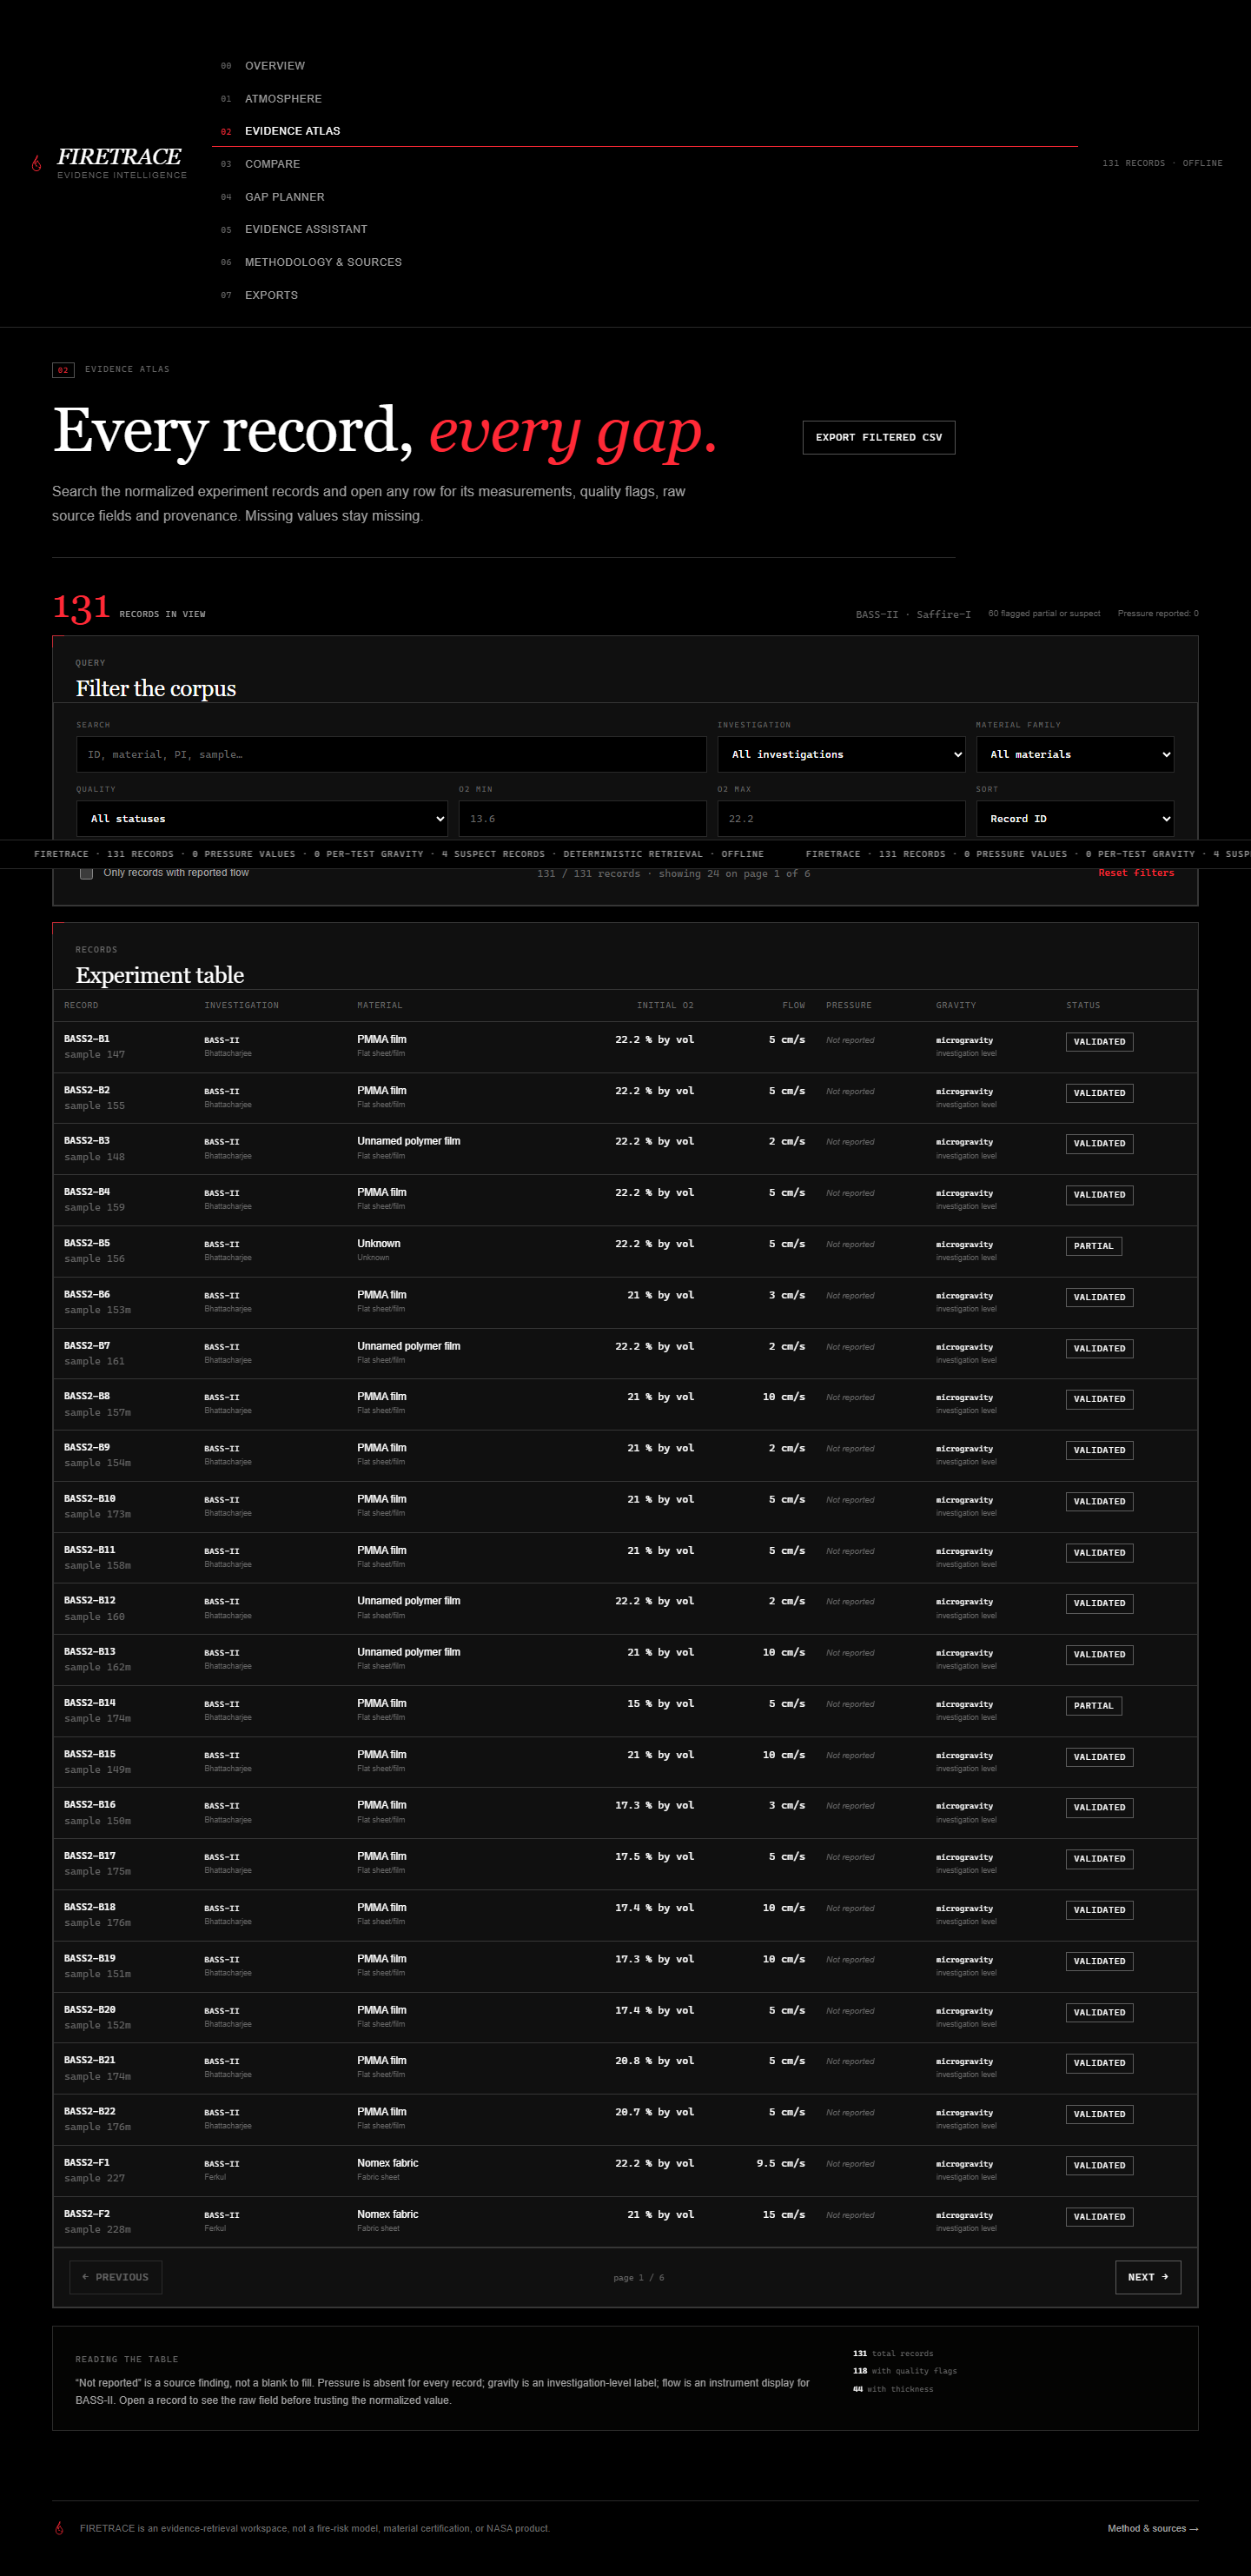 00 OVERVIEW
01 ATMOSPHERE
02 EVIDENCE ATLAS
FIRETRACE
EVIDENCE INTELLIGENCE
03 COMPARE
131 RECORDS · OFFLINE
04 GAP PLANNER
05 EVIDENCE ASSISTANT
06 METHODOLOGY & SOURCES
07 EXPORTS
02 EVIDENCE ATLAS
Every record, every gap.
EXPORT FILTERED CSV
Search the normalized experiment records and open any row for its measurements, quality flags, raw
source fields and provenance. Missing values stay missing.
131 RECORDS IN VIEW
BASS-II · Saffire-I 60 flagged partial or suspect Pressure reported: 0
QUERY
Filter the corpus
SEARCH INVESTIGATION MATERIAL FAMILY
ID, material, PI, sample… All investigations All materials
QUALITY O2 MIN O2 MAX SORT
All statuses 13.6 22.2 Record ID
FIRETRACE · 131 RECORDS · 0 PRESSURE VALUES · 0 PER-TEST GRAVITY · 4 SUSPECT RECORDS · DETERMINISTIC RETRIEVAL · OFFLINE FIRETRACE · 131 RECORDS · 0 PRESSURE VALUES · 0 PER-TEST GRAVITY · 4 SUSP
Only records with reported flow 131 / 131 records · showing 24 on page 1 of 6 Reset filters
RECORDS
Experiment table
RECORD INVESTIGATION MATERIAL INITIAL O2 FLOW PRESSURE GRAVITY STATUS
BASS2-B1 BASS-II PMMA film 22.2 % by vol 5 cm/s Not reported microgravity VALIDATED
sample 147 Bhattacharjee Flat sheet/film investigation level
BASS2-B2 BASS-II PMMA film 22.2 % by vol 5 cm/s Not reported microgravity VALIDATED
sample 155 Bhattacharjee Flat sheet/film investigation level
BASS2-B3 BASS-II Unnamed polymer film 22.2 % by vol 2 cm/s Not reported microgravity VALIDATED
sample 148 Bhattacharjee Flat sheet/film investigation level
BASS2-B4 BASS-II PMMA film 22.2 % by vol 5 cm/s Not reported microgravity VALIDATED
sample 159 Bhattacharjee Flat sheet/film investigation level
BASS2-B5 BASS-II Unknown 22.2 % by vol 5 cm/s Not reported microgravity PARTIAL
sample 156 Bhattacharjee Unknown investigation level
BASS2-B6 BASS-II PMMA film 21 % by vol 3 cm/s Not reported microgravity VALIDATED
sample 153m Bhattacharjee Flat sheet/film investigation level
BASS2-B7 BASS-II Unnamed polymer film 22.2 % by vol 2 cm/s Not reported microgravity VALIDATED
sample 161 Bhattacharjee Flat sheet/film investigation level
BASS2-B8 BASS-II PMMA film 21 % by vol 10 cm/s Not reported microgravity VALIDATED
sample 157m Bhattacharjee Flat sheet/film investigation level
BASS2-B9 BASS-II PMMA film 21 % by vol 2 cm/s Not reported microgravity VALIDATED
sample 154m Bhattacharjee Flat sheet/film investigation level
BASS2-B10 BASS-II PMMA film 21 % by vol 5 cm/s Not reported microgravity VALIDATED
sample 173m Bhattacharjee Flat sheet/film investigation level
BASS2-B11 BASS-II PMMA film 21 % by vol 5 cm/s Not reported microgravity VALIDATED
sample 158m Bhattacharjee Flat sheet/film investigation level
BASS2-B12 BASS-II Unnamed polymer film 22.2 % by vol 2 cm/s Not reported microgravity VALIDATED
sample 160 Bhattacharjee Flat sheet/film investigation level
BASS2-B13 BASS-II Unnamed polymer film 21 % by vol 10 cm/s Not reported microgravity VALIDATED
sample 162m Bhattacharjee Flat sheet/film investigation level
BASS2-B14 BASS-II PMMA film 15 % by vol 5 cm/s Not reported microgravity PARTIAL
sample 174m Bhattacharjee Flat sheet/film investigation level
BASS2-B15 BASS-II PMMA film 21 % by vol 10 cm/s Not reported microgravity VALIDATED
sample 149m Bhattacharjee Flat sheet/film investigation level
BASS2-B16 BASS-II PMMA film 17.3 % by vol 3 cm/s Not reported microgravity VALIDATED
sample 150m Bhattacharjee Flat sheet/film investigation level
BASS2-B17 BASS-II PMMA film 17.5 % by vol 5 cm/s Not reported microgravity VALIDATED
sample 175m Bhattacharjee Flat sheet/film investigation level
BASS2-B18 BASS-II PMMA film 17.4 % by vol 10 cm/s Not reported microgravity VALIDATED
sample 176m Bhattacharjee Flat sheet/film investigation level
BASS2-B19 BASS-II PMMA film 17.3 % by vol 10 cm/s Not reported microgravity VALIDATED
sample 151m Bhattacharjee Flat sheet/film investigation level
BASS2-B20 BASS-II PMMA film 17.4 % by vol 5 cm/s Not reported microgravity VALIDATED
sample 152m Bhattacharjee Flat sheet/film investigation level
BASS2-B21 BASS-II PMMA film 20.8 % by vol 5 cm/s Not reported microgravity VALIDATED
sample 174m Bhattacharjee Flat sheet/film investigation level
BASS2-B22 BASS-II PMMA film 20.7 % by vol 5 cm/s Not reported microgravity VALIDATED
sample 176m Bhattacharjee Flat sheet/film investigation level
BASS2-F1 BASS-II Nomex fabric 22.2 % by vol 9.5 cm/s Not reported microgravity VALIDATED
sample 227 Ferkul Fabric sheet investigation level
BASS2-F2 BASS-II Nomex fabric 21 % by vol 15 cm/s Not reported microgravity VALIDATED
sample 228m Ferkul Fabric sheet investigation level
← PREVIOUS page 1 / 6 NEXT →
READING THE TABLE
"Not reported" is a source finding, not a blank to fill. Pressure is absent for every record; gravity is an investigation-level label; flow is an instrument display for
BASS-II. Open a record to see the raw field before trusting the normalized value.
131 total records
118 with quality flags
44 with thickness
FIRETRACE is an evidence-retrieval workspace, not a fire-risk model, material certification, or NASA product.
Method & sources →